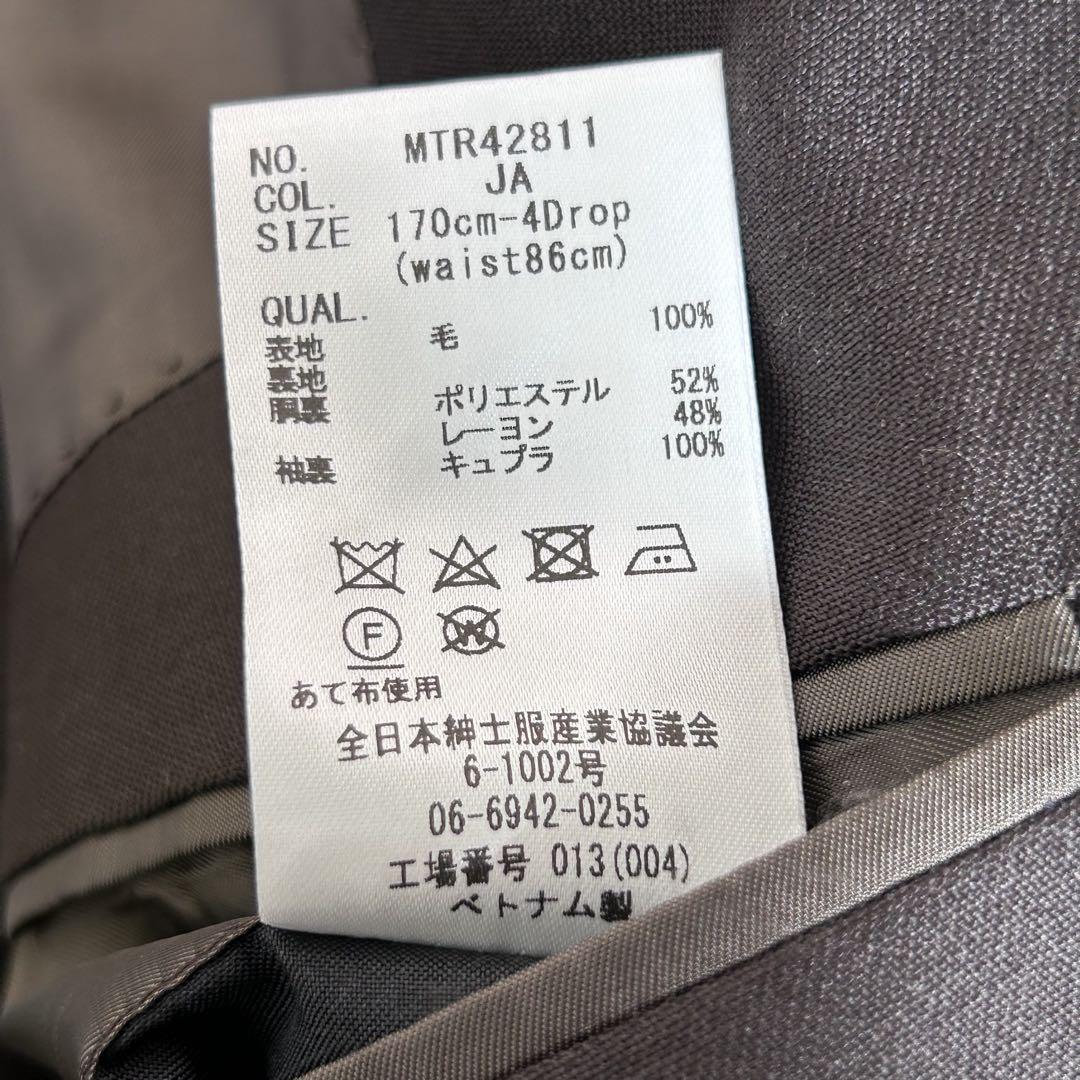 NO. MTR42811
COL. JA
SIZE 170cm-4Drop
(waist86cm)
QUAL.
表地 毛 100%
裏地
胴裏 ポリエステル 52%
レーヨン 48%
袖裏 キュプラ 100%
F
W
あて布使用
全日本紳士服産業協議会
6-1002号
06-6942-0255
工場番号 013(004)
ベトナム製